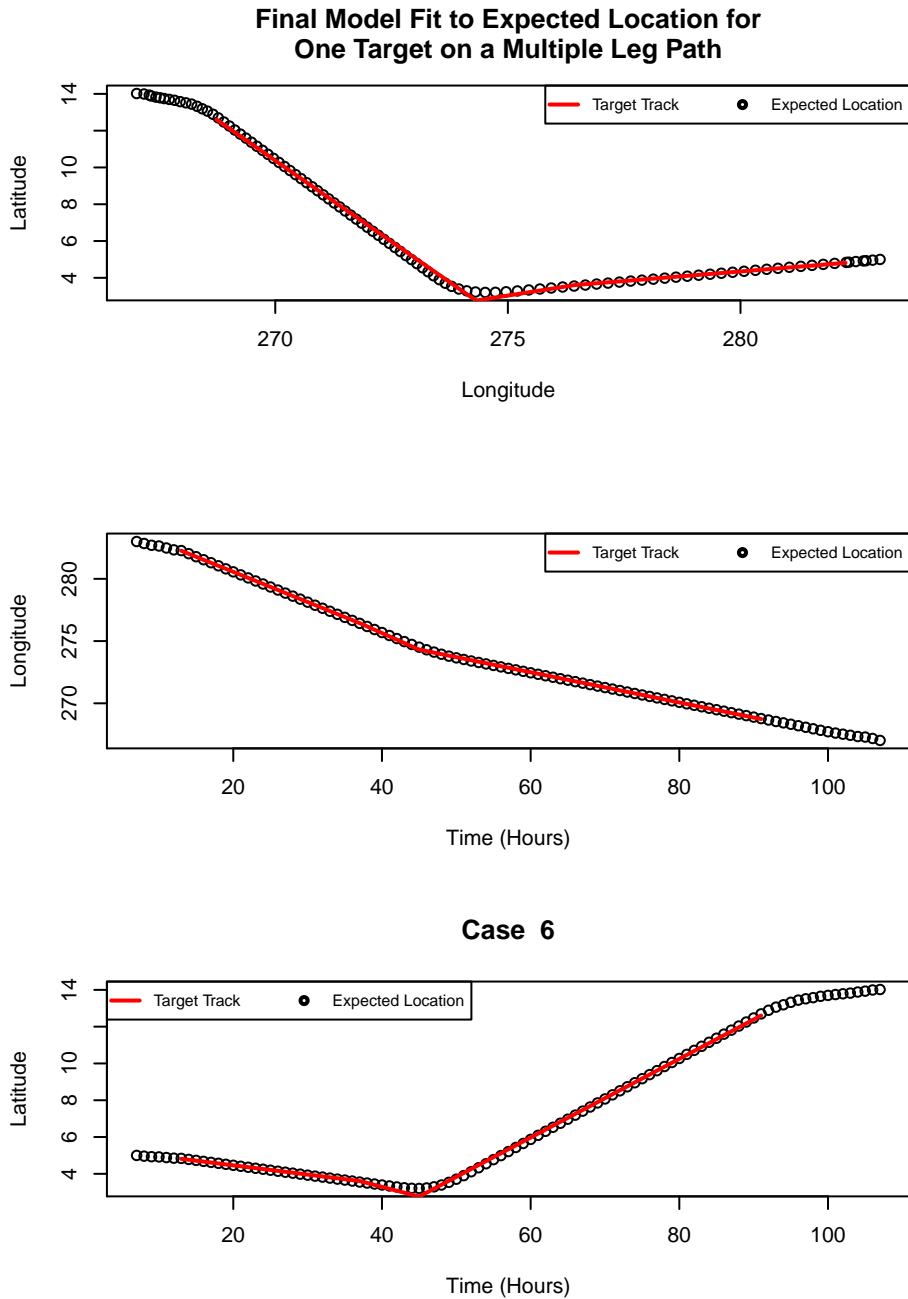 Final Model Fit to Expected Location for
One Target on a Multiple Leg Path
Target Track
Expected Location
Latitude
4 6 8 10 14
270 275 280
Longitude
Target Track
Expected Location
Longitude
270 275 280
20 40 60 80 100
Time (Hours)
Case 6
Target Track
Expected Location
Latitude
4 6 8 10 14
20 40 60 80 100
Time (Hours)